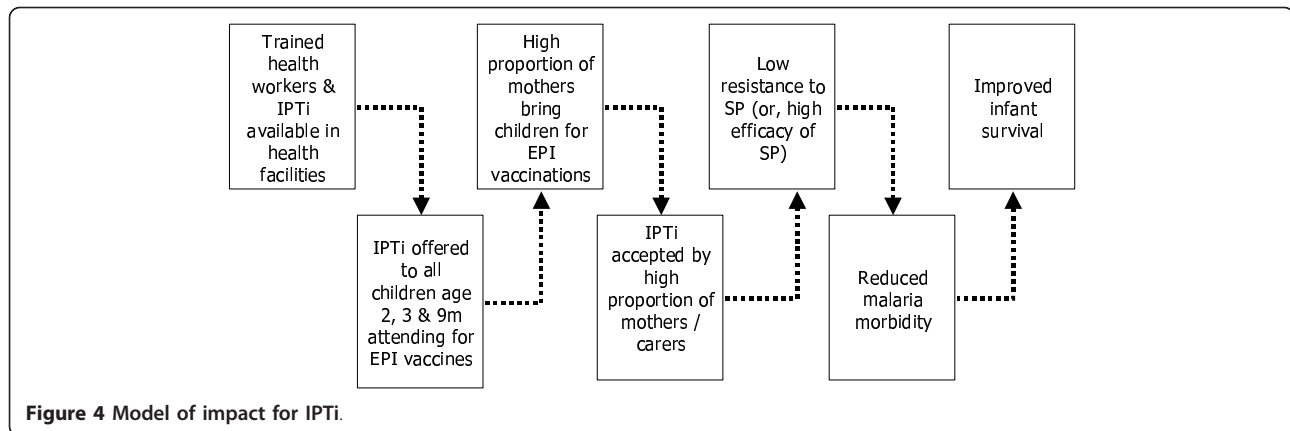 Trained
health
workers &
IPTi
available in
health
facilities
IPTi offered
to all
children age
2, 3 & 9m
attending for
EPI vaccines
High
proportion of
mothers
bring
children for
EPI
vaccinations
IPTi
accepted by
high
proportion of
mothers /
carers
Low
resistance to
SP (or, high
efficacy of
SP)
Reduced
malaria
morbidity
Improved
infant
survival
Figure 4 Model of impact for IPTi.